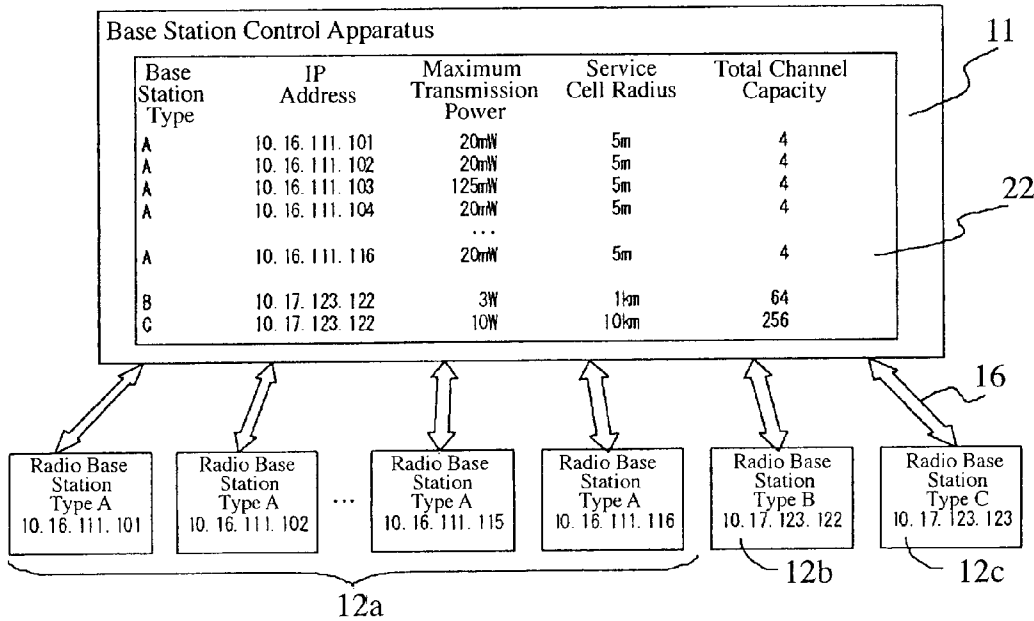 Base Station Control Apparatus
11
Base Station Type
IP Address
Maximum Transmission Power
Service Cell Radius
Total Channel Capacity
A 10. 16. 111. 101 20mW 5m 4
A 10. 16. 111. 102 20mW 5m 4
A 10. 16. 111. 103 125mW 5m 4
A 10. 16. 111. 104 20mW 5m 4
...
22
A 10. 16. 111. 116 20mW 5m 4
B 10. 17. 123. 122 3W 1km 64
C 10. 17. 123. 122 10W 10km 256
16
Radio Base
Station
Type A
10. 16. 111. 101
Radio Base
Station
Type A
10. 16. 111. 102
...
Radio Base
Station
Type A
10. 16. 111. 115
Radio Base
Station
Type A
10. 16. 111. 116
Radio Base
Station
Type B
10. 17. 123. 122
Radio Base
Station
Type C
10. 17. 123. 123
12a
12b
12c